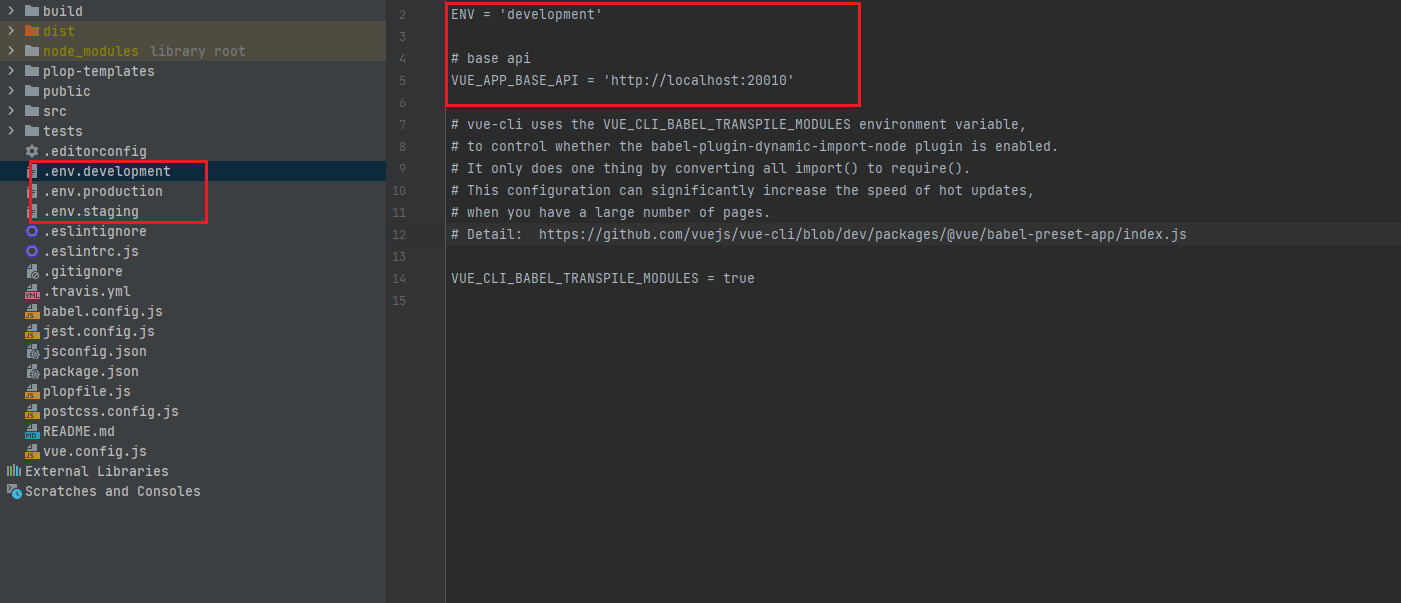 build
dist
node_modules library root
plop-templates
public
src
tests
.editorconfig
.env.development
.env.production
.env.staging
.eslintignore
.eslintrc.js
.gitignore
.travis.yml
babel.config.js
jest.config.js
jsconfig.json
package.json
plopfile.js
postcss.config.js
README.md
vue.config.js
External Libraries
Scratches and Consoles
2 ENV = 'development'
3
4 # base api
5 VUE_APP_BASE_API = 'http://localhost:20010'
6
7 # vue-cli uses the VUE_CLI_BABEL_TRANSPILE_MODULES environment variable,
8 # to control whether the babel-plugin-dynamic-import-node plugin is enabled.
9 # It only does one thing by converting all import() to require().
10 # This configuration can significantly increase the speed of hot updates,
11 # when you have a large number of pages.
12 # Detail:  https://github.com/vuejs/vue-cli/blob/dev/packages/@vue/babel-preset-app/index.js
13
14 VUE_CLI_BABEL_TRANSPILE_MODULES = true
15